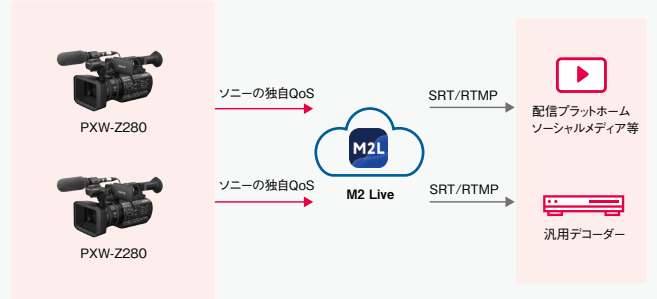 PXW-Z280
ソニーの独自QoS
SRT/RTMP
配信プラットホーム
ソーシャルメディア等
M2L
M2 Live
PXW-Z280
ソニーの独自QoS
SRT/RTMP
汎用デコーダー